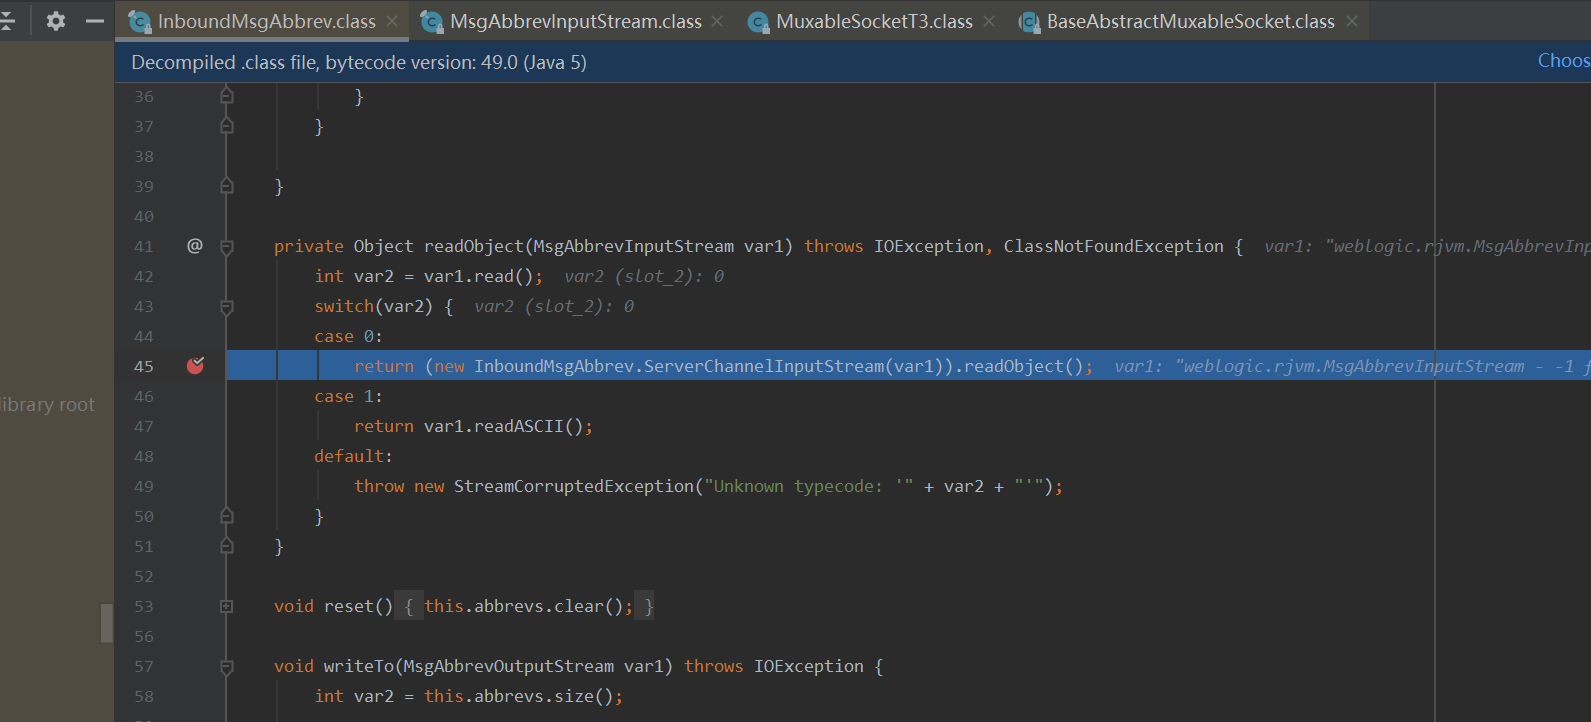 InboundMsgAbbrev.class MsgAbbrevInputStream.class MuxableSocketT3.class BaseAbstractMuxableSocket.class
Decompiled .class file, bytecode version: 49.0 (Java 5) Choos
36 }
37 }
38
39 }
40
41 @ private Object readObject(MsgAbbrevInputStream var1) throws IOException, ClassNotFoundException { var1: "weblogic.rjvm.MsgAbbrevInp
42 int var2 = var1.read(); var2 (slot_2): 0
43 switch(var2) { var2 (slot_2): 0
44 case 0:
45 return (new InboundMsgAbbrev.ServerChannelInputStream(var1)).readObject(); var1: "weblogic.rjvm.MsgAbbrevInputStream - -1 f
46 case 1:
library root
47 return var1.readASCII();
48 default:
49 throw new StreamCorruptedException("Unknown typecode: '" + var2 + "'");
50 }
51 }
52
53 void reset() { this.abbrevs.clear(); }
56
57 void writeTo(MsgAbbrevOutputStream var1) throws IOException {
58 int var2 = this.abbrevs.size();